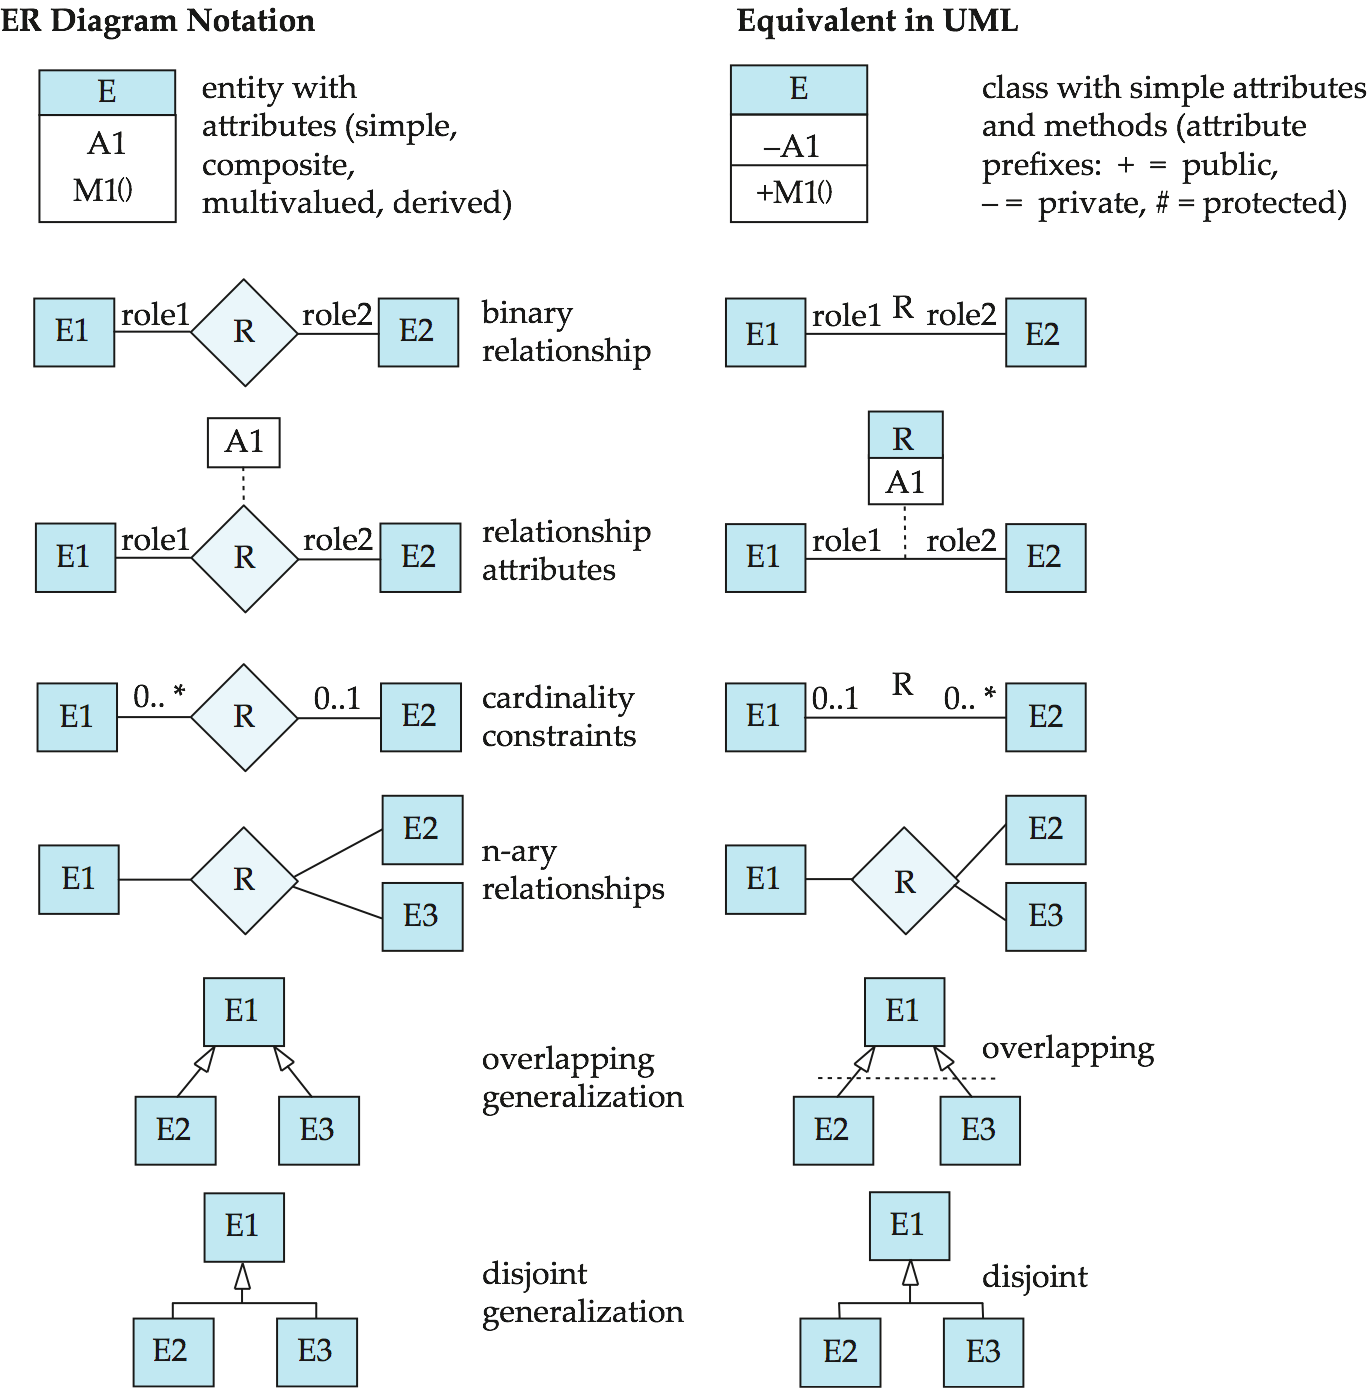 ER Diagram Notation
Equivalent in UML
E
A1
M1()
entity with
attributes (simple,
composite,
multivalued, derived)
E
–A1
+M1()
class with simple attributes
and methods (attribute
prefixes: + = public,
– = private, # = protected)
E1 role1 R role2 E2
binary
relationship
E1 role1 R role2 E2
A1
E1 role1 R role2 E2
relationship
attributes
R
A1
E1 role1 role2 E2
E1 0.. * R 0..1 E2
cardinality
constraints
E1 0..1 R 0.. * E2
E1 R E2
E3
n-ary
relationships
E1 R E2
E3
E1
E2 E3
overlapping
generalization
E1
E2 E3
overlapping
E1
E2 E3
disjoint
generalization
E1
E2 E3
disjoint